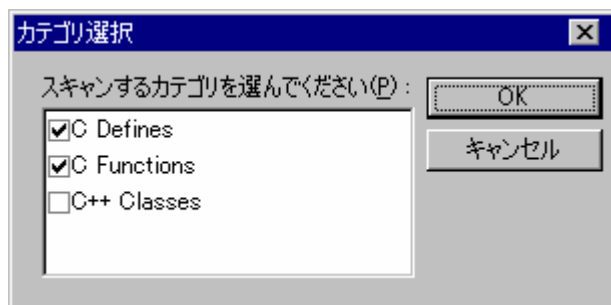 カテゴリ選択
スキャンするカテゴリを選んでください(P) :
OK
キャンセル
C Defines
C Functions
C++ Classes